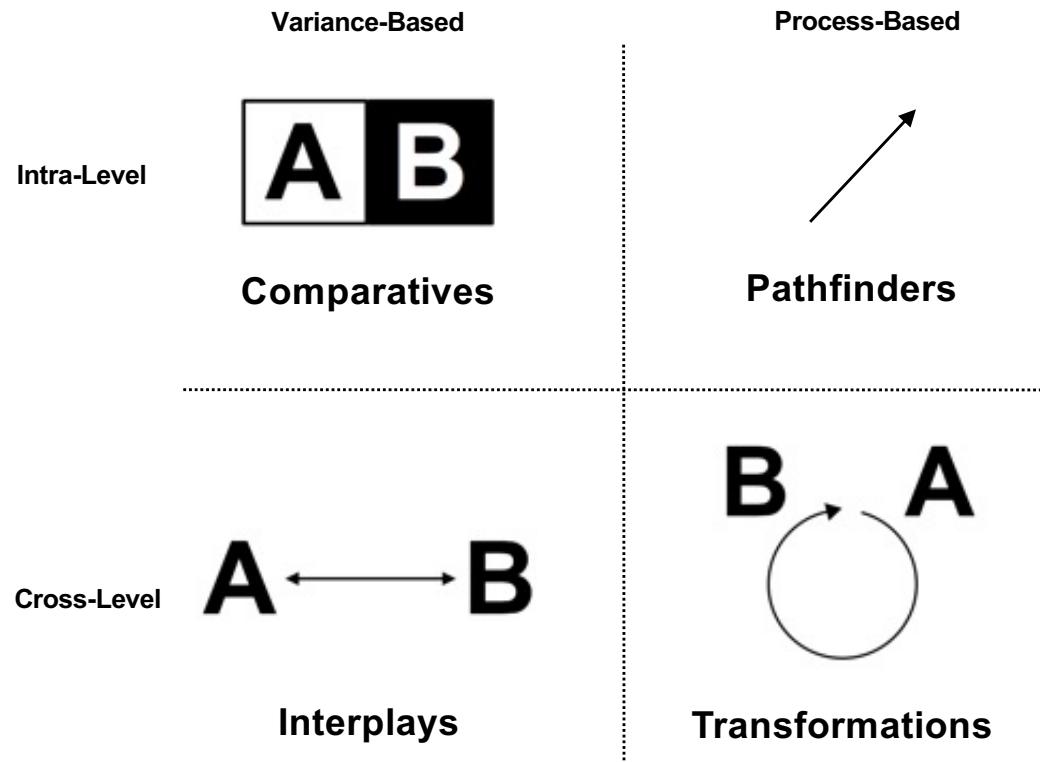 Variance-Based
Process-Based
A B
Intra-Level
Comparatives
Pathfinders
B A
A B
Cross-Level
Interplays
Transformations